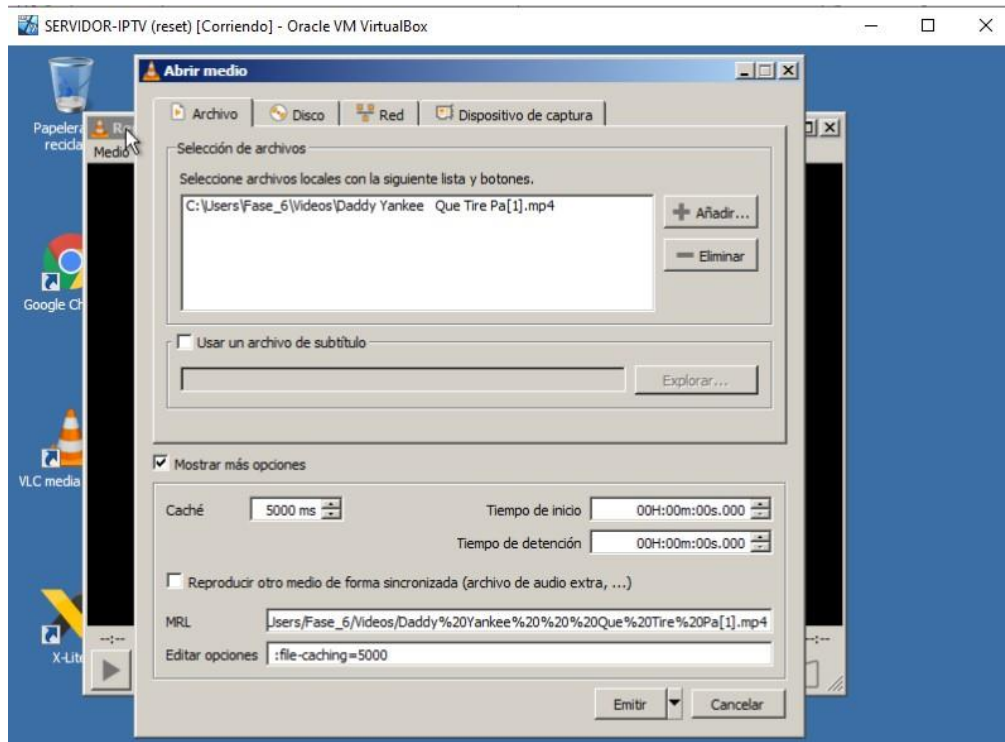 SERVIDOR-IPTV (reset) [Corriendo] - Oracle VM VirtualBox
Abrir medio
Archivo Disco Red Dispositivo de captura
Papelera
recicla
Medio
Selección de archivos
Seleccione archivos locales con la siguiente lista y botones.
C:\Users\Fase_6\Videos\Daddy Yankee   Que Tire Pa[1].mp4
Añadir...
Eliminar
Google Ch
Usar un archivo de subtítulo
Explorar...
Mostrar más opciones
VLC media
Caché 5000 ms Tiempo de inicio 00H:00m:00s.000
Tiempo de detención 00H:00m:00s.000
Reproducir otro medio de forma sincronizada (archivo de audio extra, ...)
MRL Users/Fase_6/Videos/Daddy%20Yankee%20%20%20Que%20Tire%20Pa[1].mp4
--:-- --:--
X-Lite Editar opciones :file-caching=5000
Emitir Cancelar